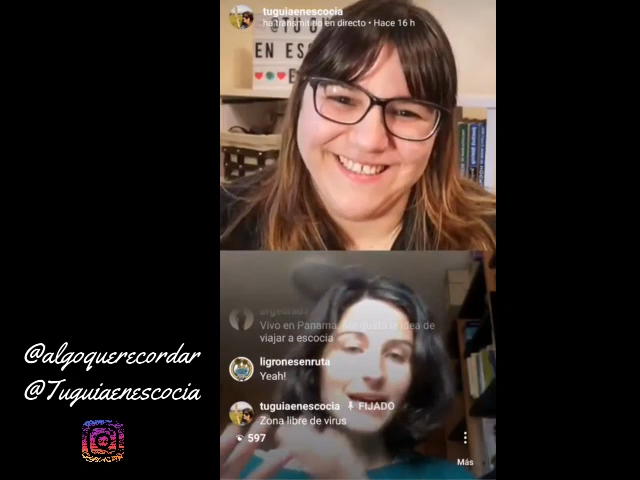 tuguiaenescocia
ha transmitido en directo • Hace 16 h
EN ES
Vivo en Panama, me gusta la idea de
viajar a escocia
ligronesenruta
Yeah!
tuguiaenescocia FIJADO
Zona libre de virus
597
Más
@algoquerecordar
@Tuguiaenescocia